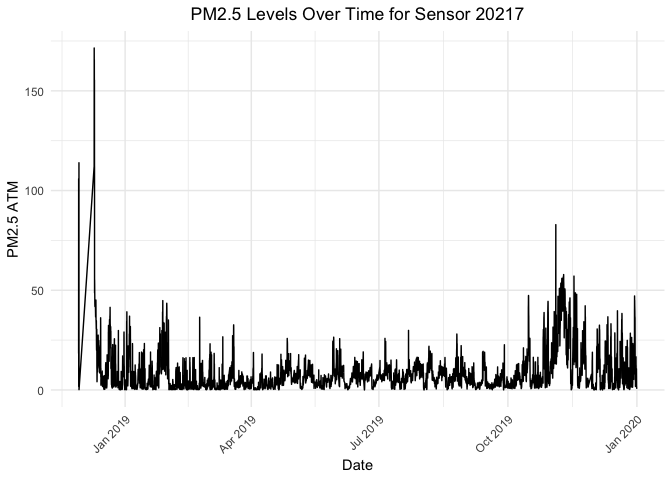 PM2.5 Levels Over Time for Sensor 20217
PM2.5 ATM
150
100
50
0
Jan 2019
Apr 2019
Jul 2019
Oct 2019
Jan 2020
Date